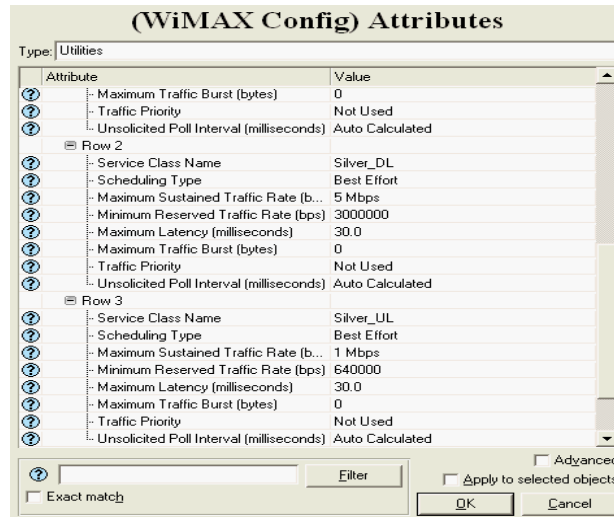 (WiMAX Config) Attributes
Type: Utilities
Attribute Value
Maximum Traffic Burst (bytes) 0
Traffic Priority Not Used
Unsolicited Poll Interval (milliseconds) Auto Calculated
Row 2
Service Class Name Silver_DL
Scheduling Type Best Effort
Maximum Sustained Traffic Rate (b... 5 Mbps
Minimum Reserved Traffic Rate (bps) 3000000
Maximum Latency (milliseconds) 30.0
Maximum Traffic Burst (bytes) 0
Traffic Priority Not Used
Unsolicited Poll Interval (milliseconds) Auto Calculated
Row 3
Service Class Name Silver_UL
Scheduling Type Best Effort
Maximum Sustained Traffic Rate (b... 1 Mbps
Minimum Reserved Traffic Rate (bps) 640000
Maximum Latency (milliseconds) 30.0
Maximum Traffic Burst (bytes) 0
Traffic Priority Not Used
Unsolicited Poll Interval (milliseconds) Auto Calculated
Advanced
Filter
Apply to selected objects
Exact match
OK Cancel